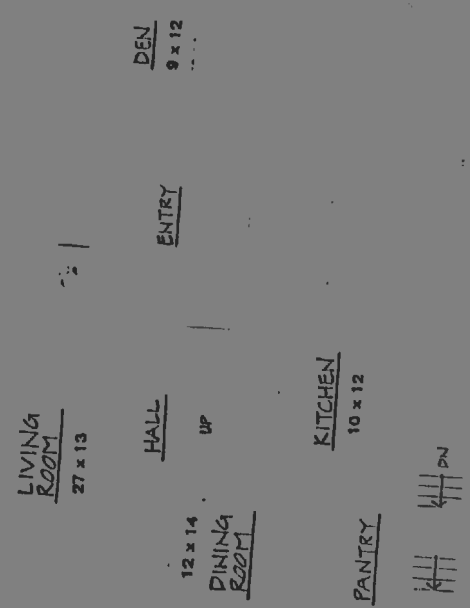 DEN
9 x 12
ENTRY
LIVING
ROOM
27 x 13
HALL
UP
KITCHEN
10 x 12
12 x 14
DINING
ROOM
PANTRY
DN